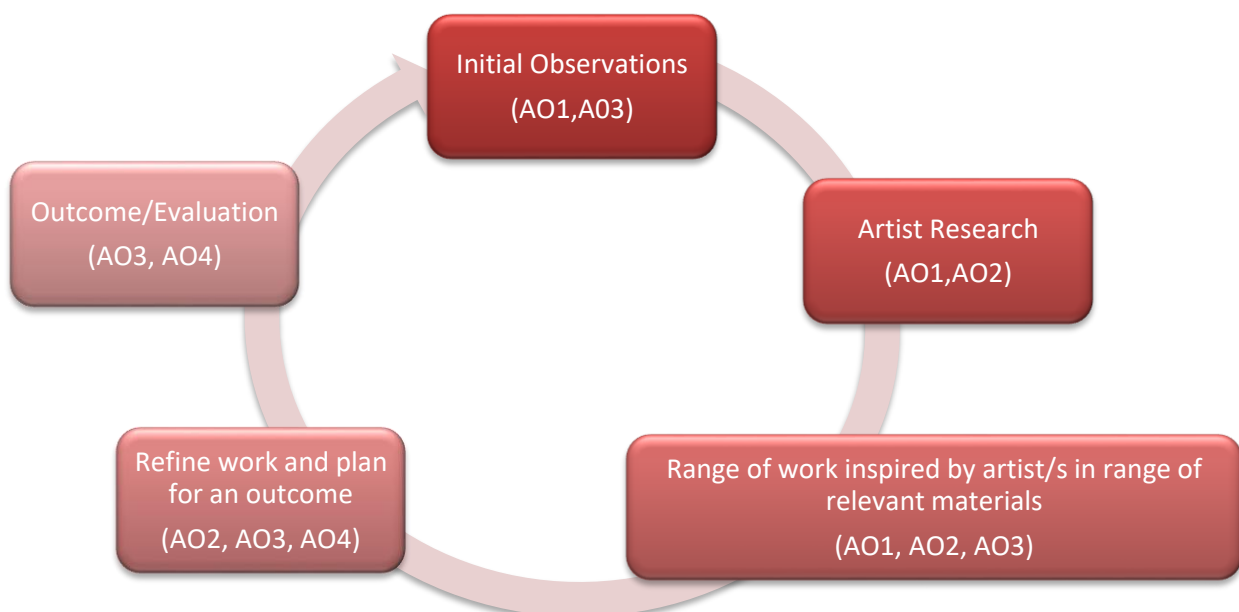 Initial Observations
(AO1,A03)
Artist Research
(AO1,AO2)
Range of work inspired by artist/s in range of
relevant materials
(AO1, AO2, AO3)
Refine work and plan
for an outcome
(AO2, AO3, AO4)
Outcome/Evaluation
(AO3, AO4)